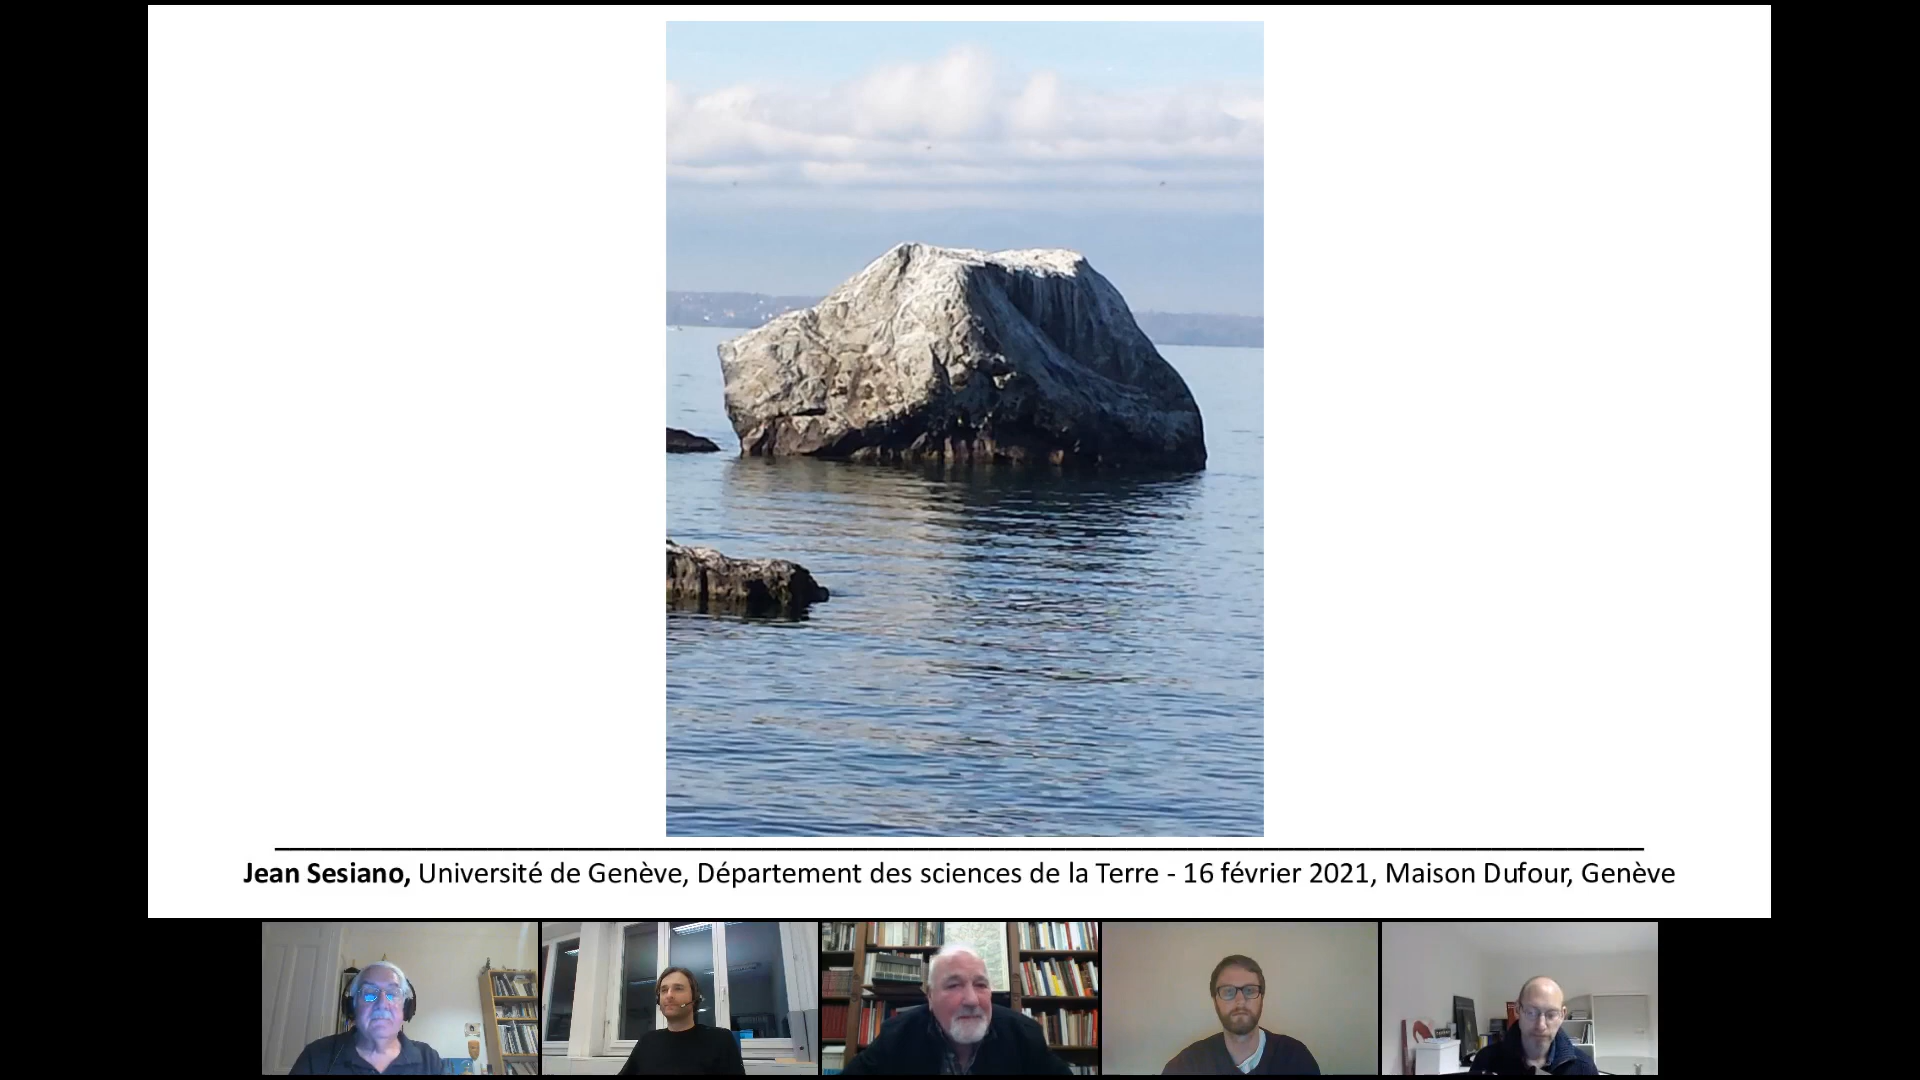 Jean Sesiano, Université de Genève, Département des sciences de la Terre - 16 février 2021, Maison Dufour, Genève